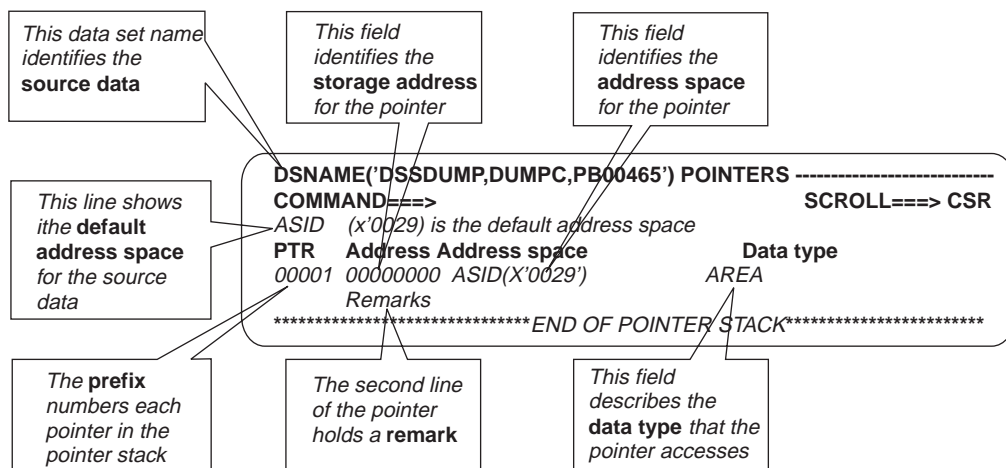 This data set name
identifies the
source data
This field
identifies the
storage address
for the pointer
This field
identifies the
address space
for the pointer
DSNAME('DSSDUMP,DUMPC,PB00465') POINTERS ----------------------------
COMMAND===> SCROLL===> CSR
ASID (x'0029) is the default address space
PTR Address Address space Data type
00001 00000000 ASID(X'0029') AREA
Remarks
*******************************END OF POINTER STACK************************
This line shows
ithe default
address space
for the source
data
The prefix
numbers each
pointer in the
pointer stack
The second line
of the pointer
holds a remark
This field
describes the
data type that the
pointer accesses